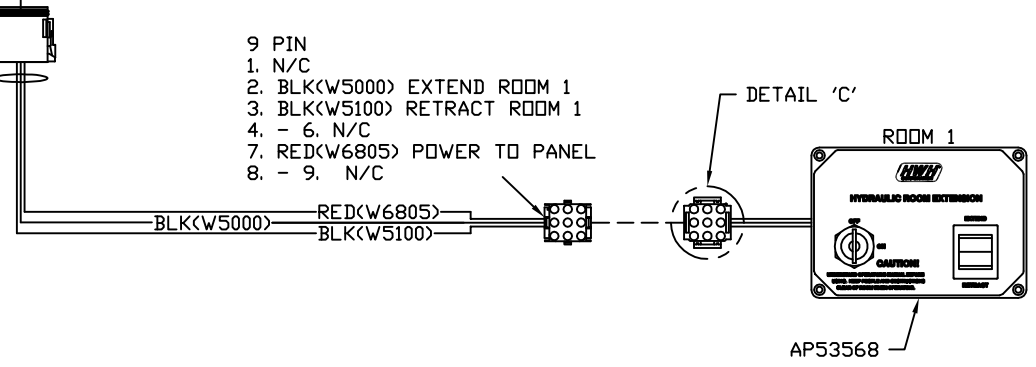 9 PIN
1. N/C
2. BLK(W5000) EXTEND ROOM 1
3. BLK(W5100) RETRACT ROOM 1
4. - 6. N/C
7. RED(W6805) POWER TO PANEL
8. - 9. N/C
DETAIL 'C'
ROOM 1
HWH
HYDRAULIC ROOM EXTENSION
OFF
ON
EXTEND
CAUTION!
RETRACT
RED(W6805)
BLK(W5000)
BLK(W5100)
AP53568